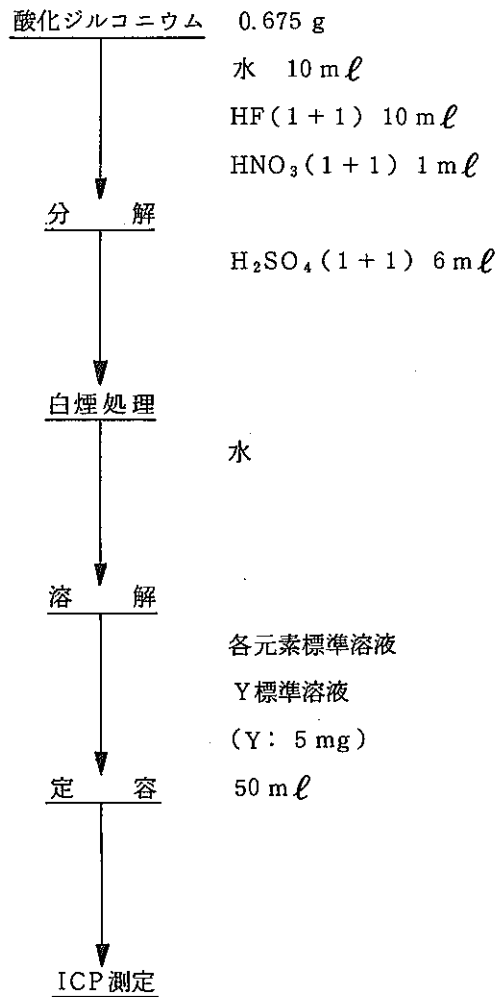 酸化ジルコニウム 0.675 g
水 10 mℓ
HF(1+1) 10 mℓ
HNO₃(1+1) 1 mℓ
分 解
H₂SO₄(1+1) 6 mℓ
白煙処理
水
溶 解
各元素標準溶液
Y標準溶液
(Y: 5 mg)
定 容 50 mℓ
ICP測定